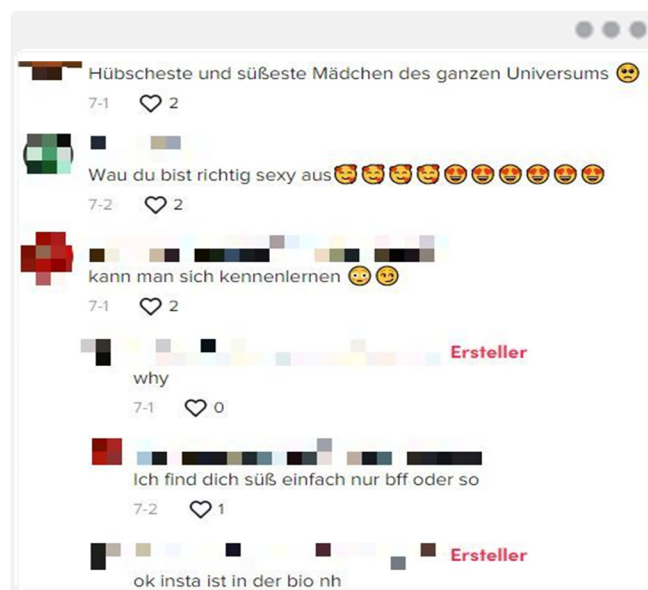 Hübscheste und süßeste Mädchen des ganzen Universums 🥺
7-1 2
Wau du bist richtig sexy aus🥰🥰🥰🥰😍😍😍😍😍😍
7-2 2
kann man sich kennenlernen 😳😏
7-1 2
Ersteller
why
7-1 0
Ich find dich süß einfach nur bff oder so
7-2 1
Ersteller
ok insta ist in der bio nh